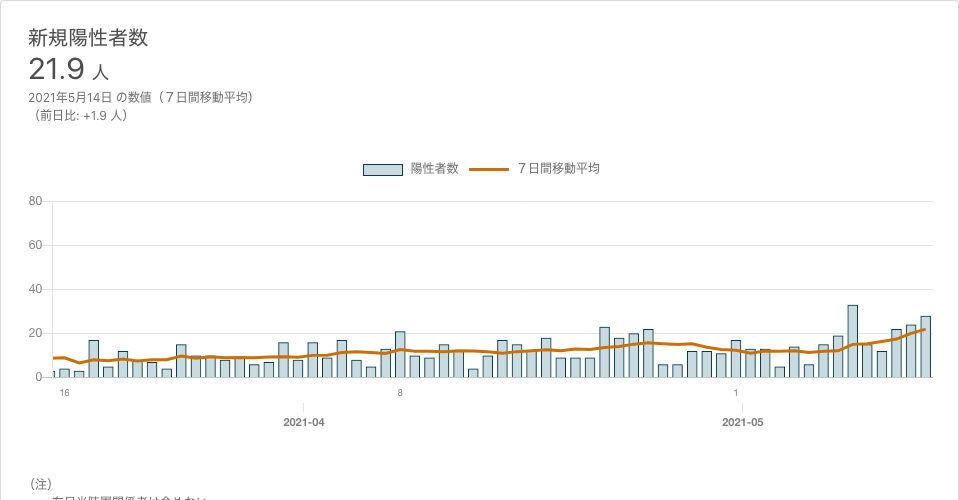 新規陽性者数
21.9 人
2021年5月14日 の数値（７日間移動平均）
（前日比: +1.9 人）
陽性者数 ７日間移動平均
80
60
40
20
0
16 8 1
2021-04 2021-05
（注）